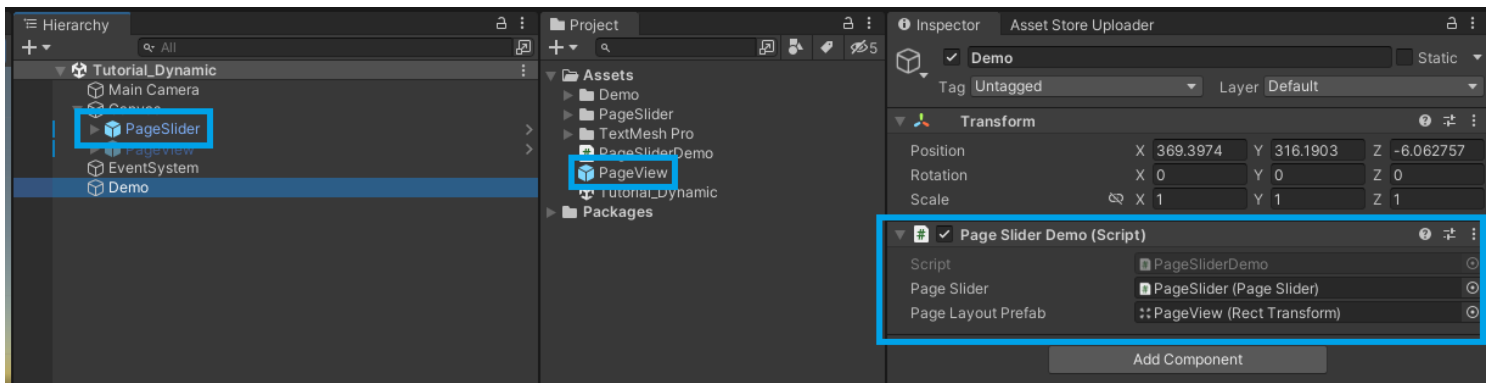 Hierarchy
All
Tutorial_Dynamic
Main Camera
Canvas
PageSlider
PageView
EventSystem
Demo
Project
5
Assets
Demo
PageSlider
TextMesh Pro
PageSliderDemo
PageView
Tutorial_Dynamic
Packages
Inspector Asset Store Uploader
Demo Static
Tag Untagged Layer Default
Transform
Position X 369.3974 Y 316.1903 Z -6.062757
Rotation X 0 Y 0 Z 0
Scale X 1 Y 1 Z 1
# Page Slider Demo (Script)
Script # PageSliderDemo
Page Slider # PageSlider (Page Slider)
Page Layout Prefab PageView (Rect Transform)
Add Component